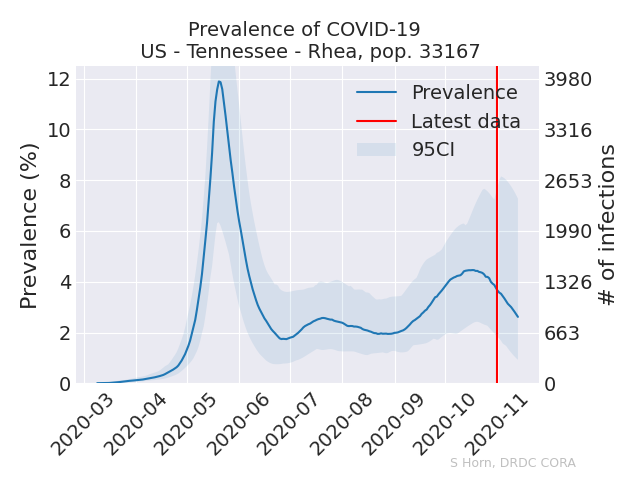 Prevalence of COVID-19
US - Tennessee - Rhea, pop. 33167
Prevalence (%)
12
10
8
6
4
2
0
Prevalence
Latest data
95CI
3980
3316
2653
1990
1326
663
0
# of infections
2020-03
2020-04
2020-05
2020-06
2020-07
2020-08
2020-09
2020-10
2020-11
S Horn, DRDC CORA